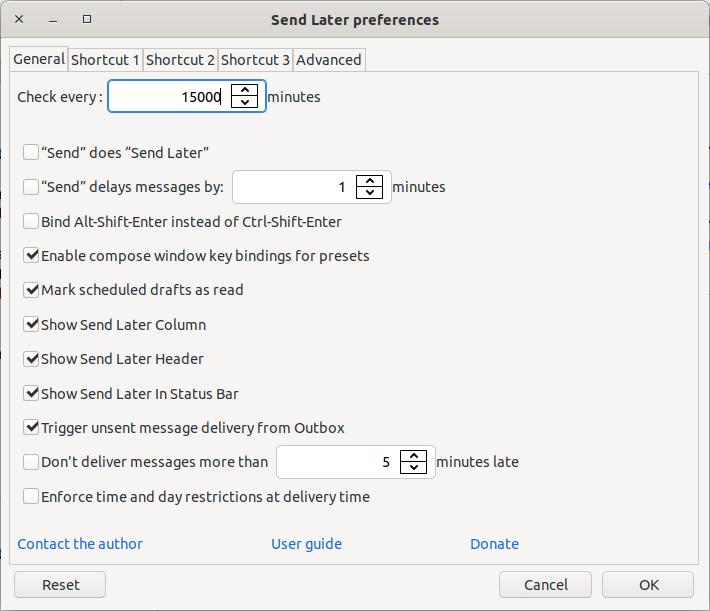 Send Later preferences
General Shortcut 1 Shortcut 2 Shortcut 3 Advanced
Check every: 15000 minutes
“Send” does “Send Later”
“Send” delays messages by: 1 minutes
Bind Alt-Shift-Enter instead of Ctrl-Shift-Enter
Enable compose window key bindings for presets
Mark scheduled drafts as read
Show Send Later Column
Show Send Later Header
Show Send Later In Status Bar
Trigger unsent message delivery from Outbox
Don't deliver messages more than 5 minutes late
Enforce time and day restrictions at delivery time
Contact the author User guide Donate
Reset Cancel OK